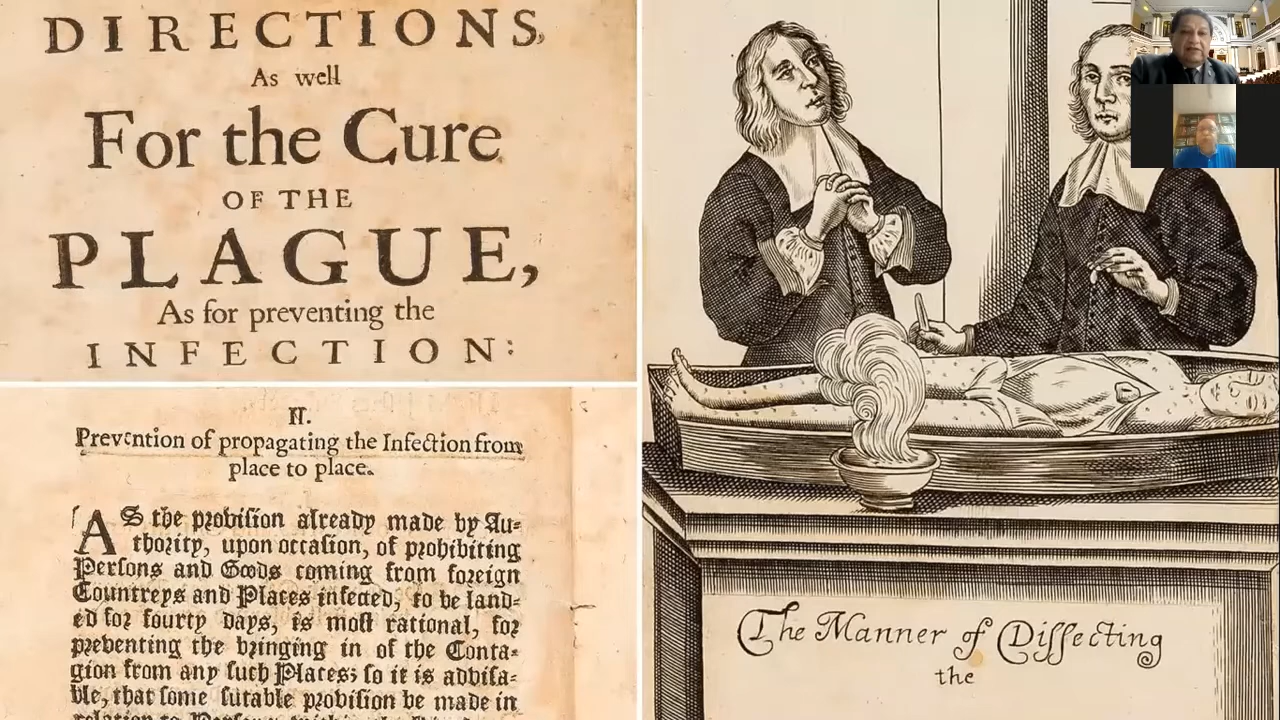 DIRECTIONS,
As well
For the Cure
OF THE
PLAGUE,
As for preventing the
INFECTION:
II.
Prevention of propagating the Infection from
place to place.
AS the provision already made by Au-
thority, upon occasion, of prohibiting
Persons and Goods coming from foreign
Countreys and Places infected, to be land-
ed for fourty days, is most rational, for
preventing the bringing in of the Conta-
gion from any such Places; so it is advisa-
ble, that some sutable provision be made in
relation to
The Manner of Dissecting
the